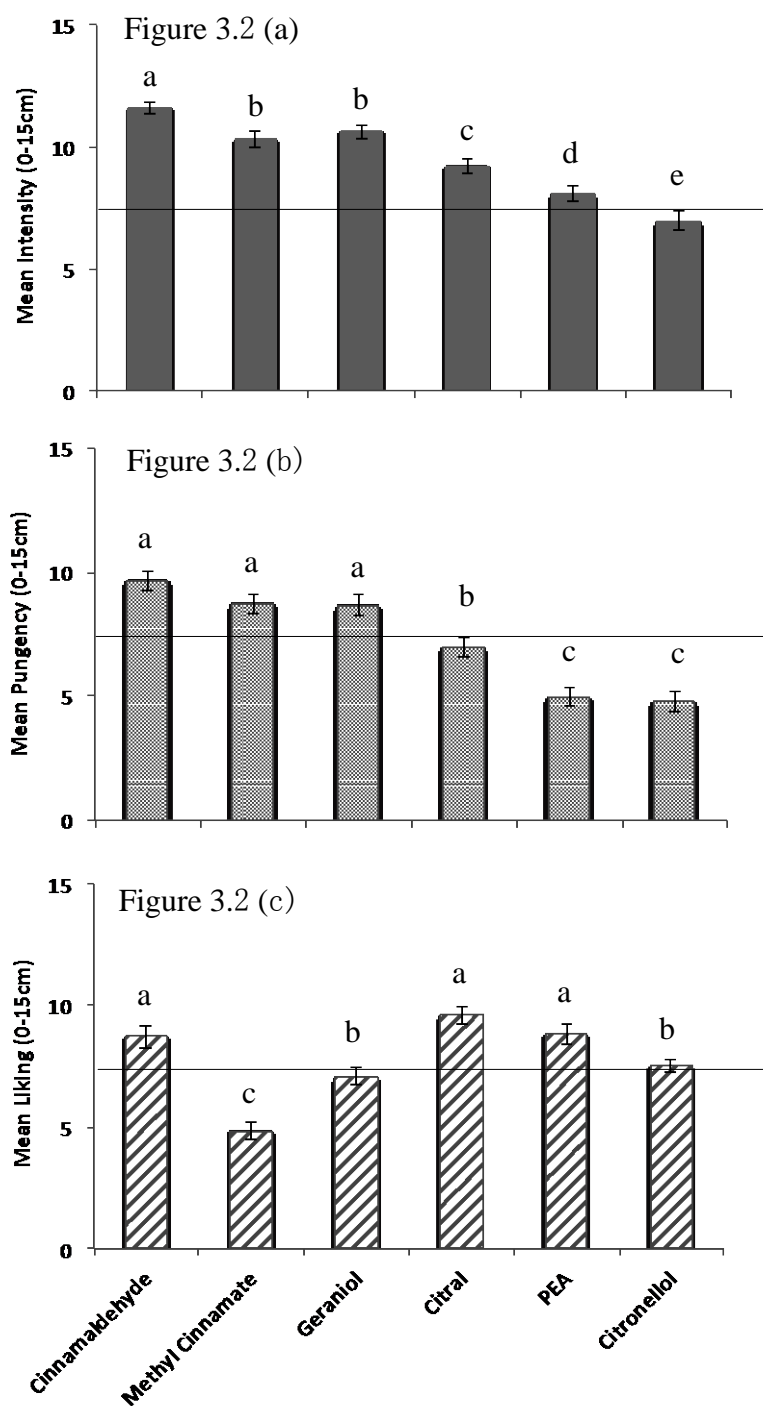 Figure 3.2 (a)
Mean Intensity (0-15cm)
15
10
5
0
a
b
b
c
d
e
Figure 3.2 (b)
Mean Pungency (0-15cm)
15
10
5
0
a
a
a
b
c
c
Figure 3.2 (c)
Mean Liking (0-15cm)
15
10
5
0
a
c
b
a
a
b
Cinnamaldehyde
Methyl Cinnamate
Geraniol
Citral
PEA
Citronellol